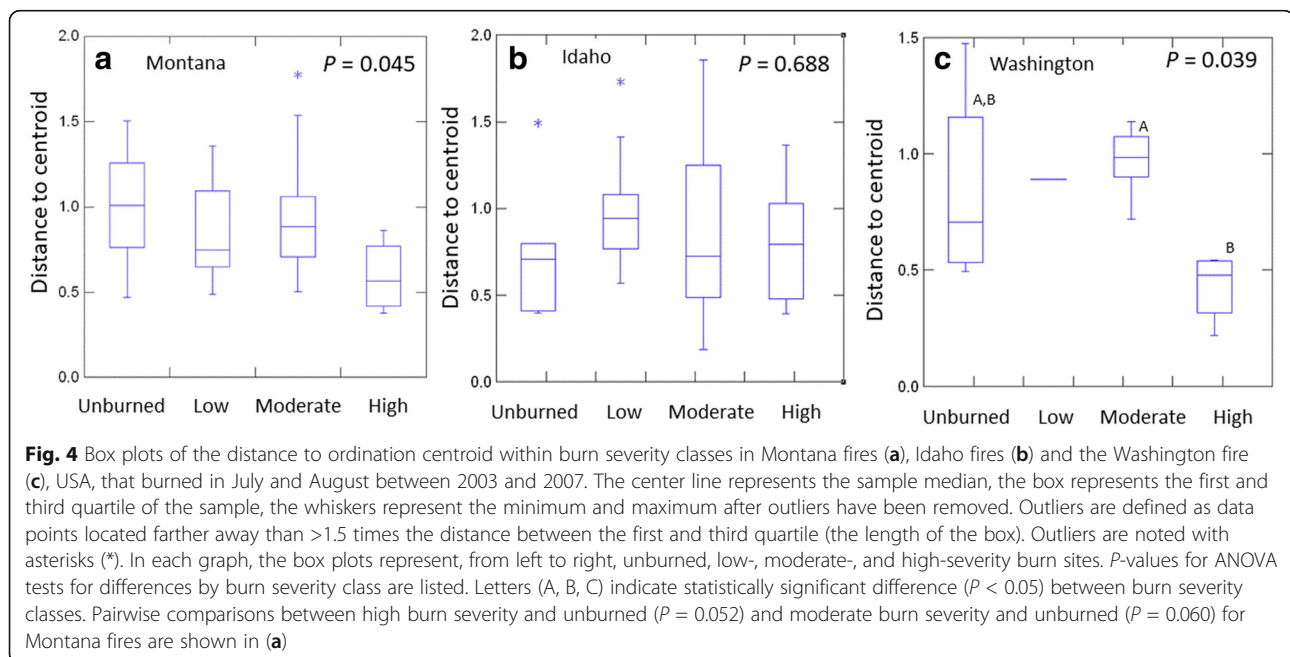 a Montana P = 0.045
Distance to centroid
2.0
1.5
1.0
0.5
0.0
*
Unburned Low Moderate High
b Idaho P = 0.688
Distance to centroid
2.0
1.5
1.0
0.5
0.0
*
*
Unburned Low Moderate High
c Washington P = 0.039
Distance to centroid
1.5
1.0
0.5
0.0
A,B
A
B
Unburned Low Moderate High
Fig. 4 Box plots of the distance to ordination centroid within burn severity classes in Montana fires (a), Idaho fires (b) and the Washington fire
(c), USA, that burned in July and August between 2003 and 2007. The center line represents the sample median, the box represents the first and
third quartile of the sample, the whiskers represent the minimum and maximum after outliers have been removed. Outliers are defined as data
points located farther away than >1.5 times the distance between the first and third quartile (the length of the box). Outliers are noted with
asterisks (*). In each graph, the box plots represent, from left to right, unburned, low-, moderate-, and high-severity burn sites. P-values for ANOVA
tests for differences by burn severity class are listed. Letters (A, B, C) indicate statistically significant difference (P < 0.05) between burn severity
classes. Pairwise comparisons between high burn severity and unburned (P = 0.052) and moderate burn severity and unburned (P = 0.060) for
Montana fires are shown in (a)